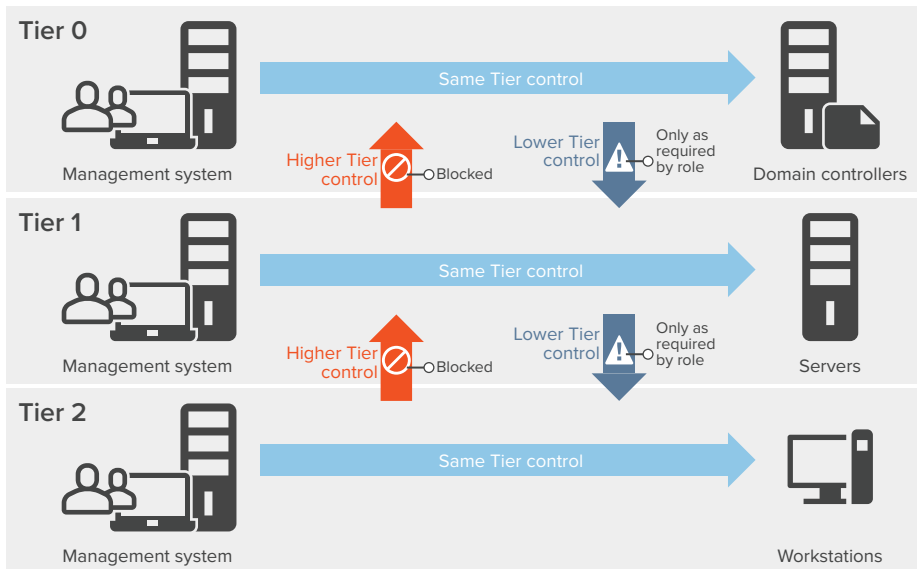 Tier 0
Same Tier control
Higher Tier
control
Blocked
Lower Tier
control
Only as
required
by role
Management system
Domain controllers
Tier 1
Same Tier control
Higher Tier
control
Blocked
Lower Tier
control
Only as
required
by role
Management system
Servers
Tier 2
Same Tier control
Management system
Workstations